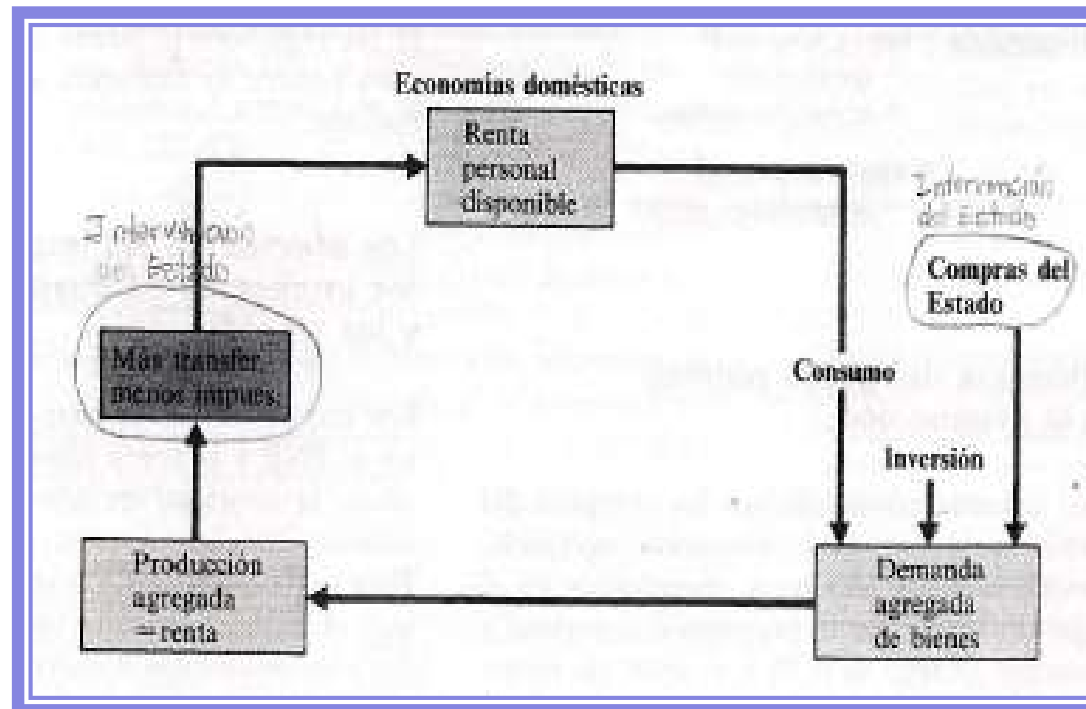 Economías domésticas
Renta
personal
disponible
Intervención
del Estado
Compras del
Estado
Intervención
del Estado
Más transfer.
menos impues.
Consumo
Inversión
Producción
agregada
=renta
Demanda
agregada
de bienes